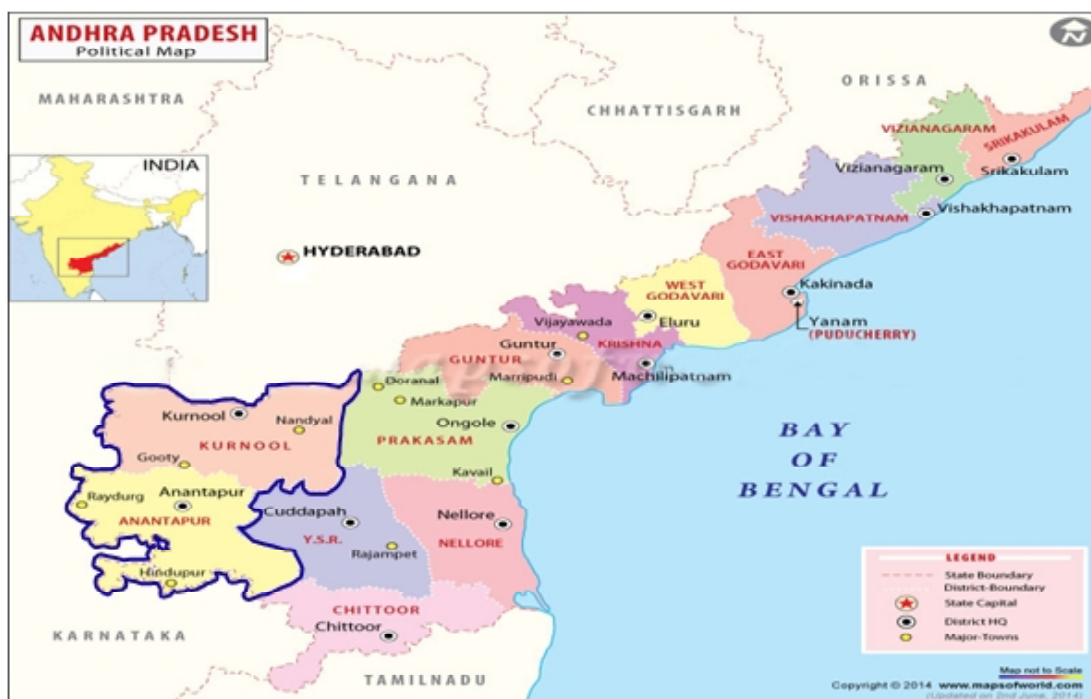 ANDHRA PRADESH
Political Map
N
MAHARASHTRA
CHHATTISGARH
ORISSA
INDIA
TELANGANA
HYDERABAD
VIZIANAGARAM
SRIKAKULAM
Vizianagaram
Srikakulam
VISHAKHAPATNAM
Vishakhapatnam
EAST
GODAVARI
Kakinada
WEST
GODAVARI
Yanam
(PUDUCHERRY)
Eluru
Vijayawada
KRISHNA
Guntur
GUNTUR
Machilipatnam
Marripudi
Doranal
Markapur
Kurnool
Nandyal
KURNOOL
Ongole
PRAKASAM
Gooty
Kavail
BAY
OF
BENGAL
Raydurg
Anantapur
ANANTAPUR
Cuddapah
Y.S.R.
Nellore
NELLORE
Rajampet
Hindupur
CHITTOOR
Chittoor
KARNATAKA
TAMILNADU
LEGEND
State Boundary
District-Boundary
State Capital
District HQ
Major-Towns
Map not to Scale
Copyright © 2014 www.mapsofworld.com